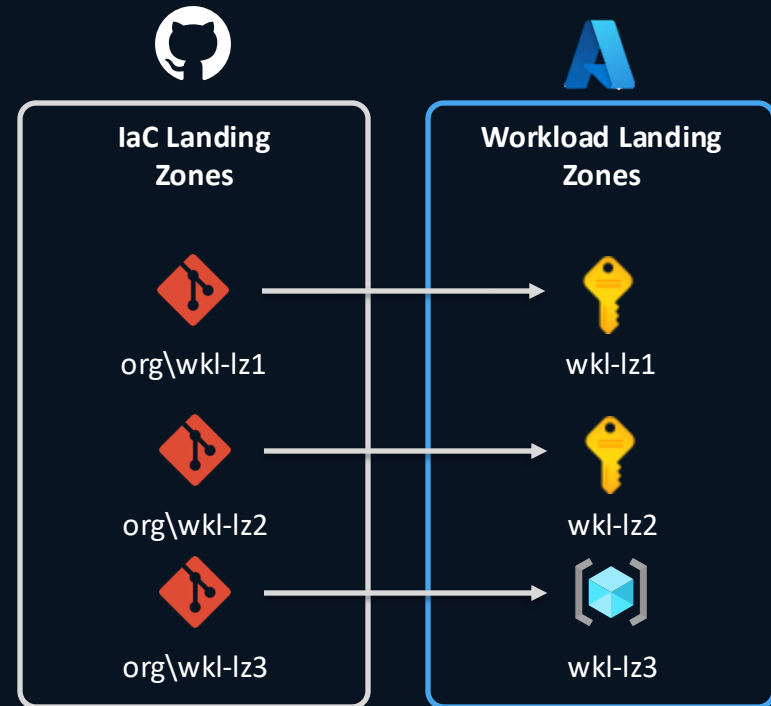 IaC Landing
Zones
Workload Landing
Zones
org\wkl-lz1
wkl-lz1
org\wkl-lz2
wkl-lz2
org\wkl-lz3
wkl-lz3